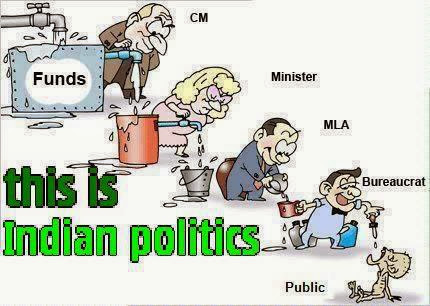 CM
Funds
Minister
MLA
Bureaucrat
this is
Indian politics
Public